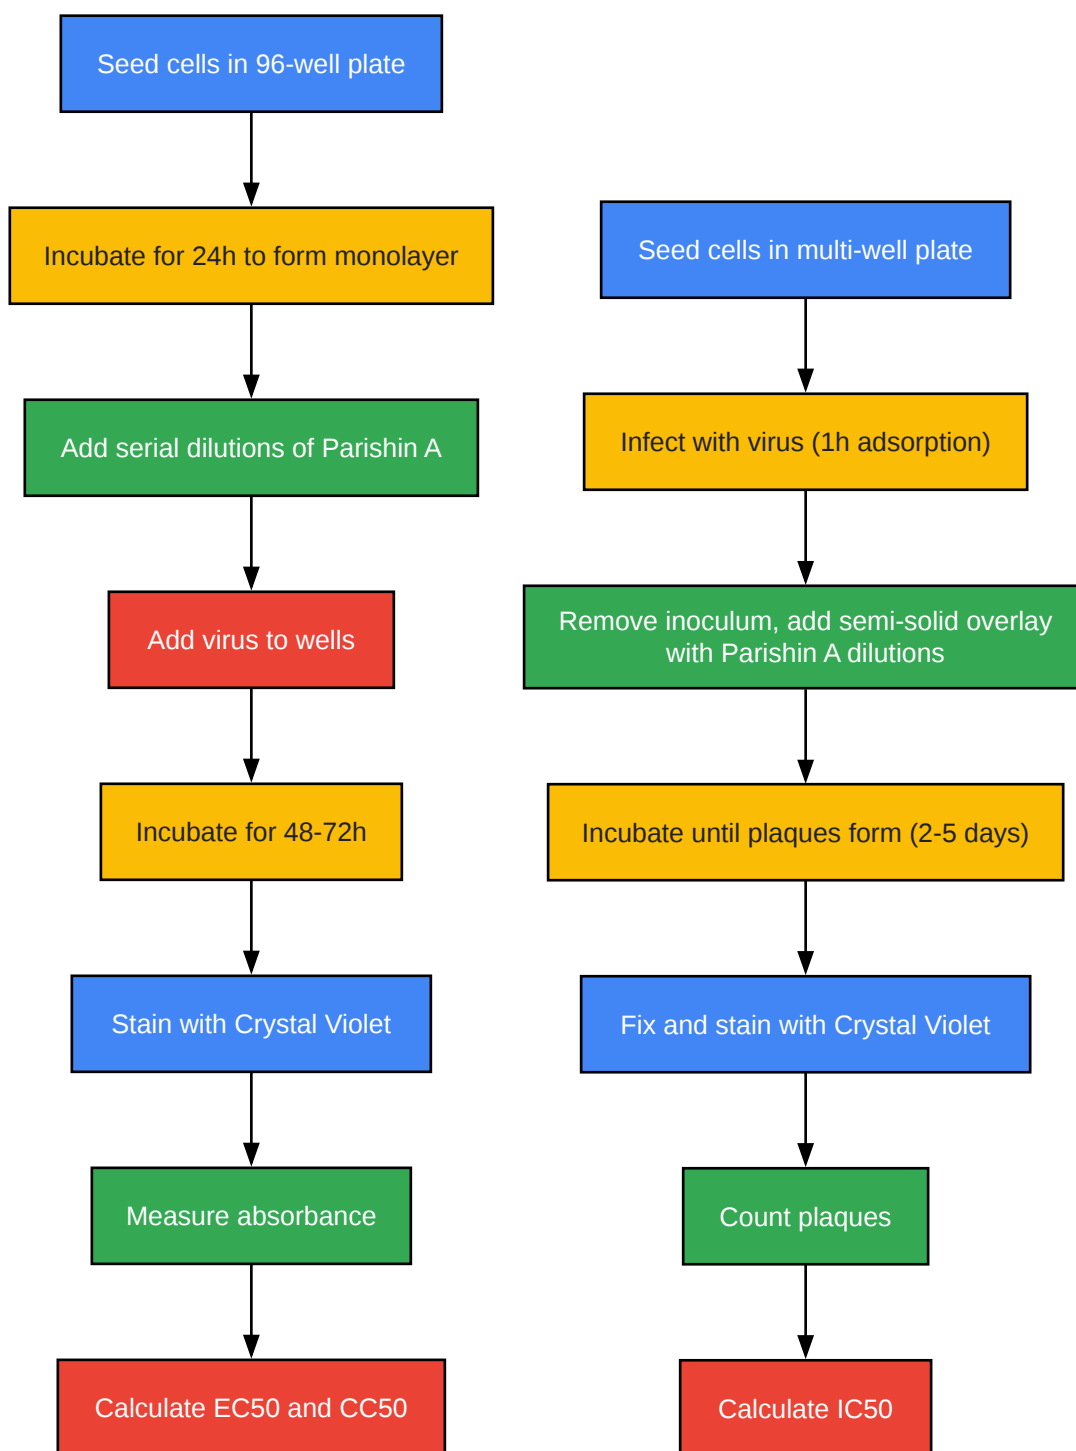 Seed cells in 96-well plate
Incubate for 24h to form monolayer
Add serial dilutions of Parishin A
Add virus to wells
Incubate for 48-72h
Stain with Crystal Violet
Measure absorbance
Calculate EC50 and CC50
Seed cells in multi-well plate
Infect with virus (1h adsorption)
Remove inoculum, add semi-solid overlay
with Parishin A dilutions
Incubate until plaques form (2-5 days)
Fix and stain with Crystal Violet
Count plaques
Calculate IC50